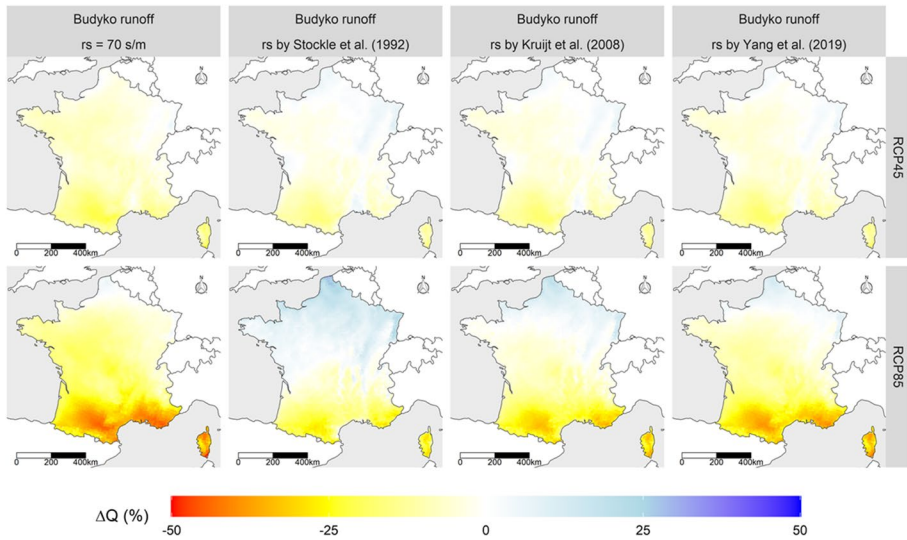 Budyko runoff
rs = 70 s/m
Budyko runoff
rs by Stockle et al. (1992)
Budyko runoff
rs by Kruijt et al. (2008)
Budyko runoff
rs by Yang et al. (2019)
N
N
N
N
RCP45
0 200 400km
0 200 400km
0 200 400km
0 200 400km
N
N
N
N
RCP85
0 200 400km
0 200 400km
0 200 400km
0 200 400km
ΔQ (%)
-50 -25 0 25 50